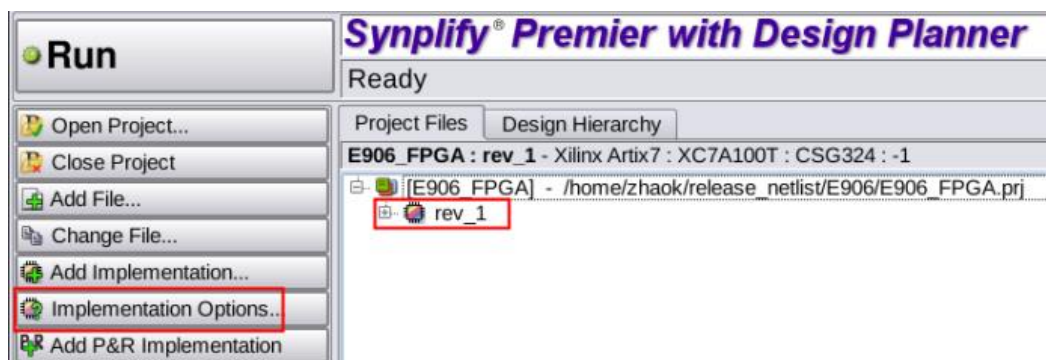 Run
Synplify® Premier with Design Planner
Ready
Open Project...
Close Project
Add File...
Change File...
Add Implementation...
Implementation Options...
Add P&R Implementation
Project Files
Design Hierarchy
E906_FPGA : rev_1 - Xilinx Artix7 : XC7A100T : CSG324 : -1
[E906_FPGA] - /home/zhaok/release_netlist/E906/E906_FPGA.prj
rev_1